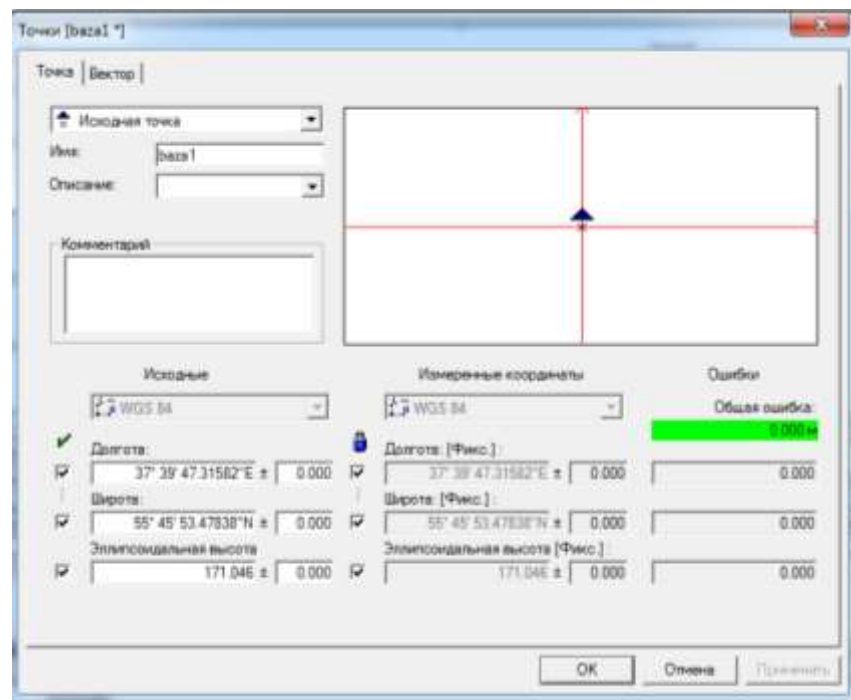 Точки [baza1 *]
Точка Вектор
Исходная точка
Имя: baza1
Описание:
Комментарий
Исходные Измеренные координаты Ошибки
WGS 84 WGS 84 Общая ошибка:
0.000 м
Долгота: Долгота: [Фикс.] :
37° 39' 47.31582"E ± 0.000 37° 39' 47.31582"E ± 0.000 0.000
Широта: Широта: [Фикс.] :
55° 45' 53.47838"N ± 0.000 55° 45' 53.47838"N ± 0.000 0.000
Эллипсоидальная высота Эллипсоидальная высота [Фикс.] :
171.046 ± 0.000 171.046 ± 0.000 0.000
OK Отмена Применить